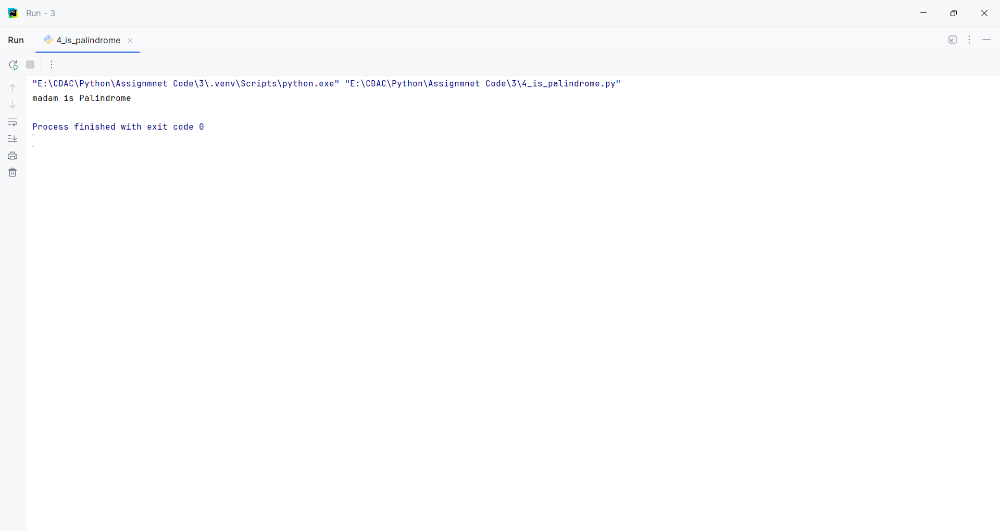 PC
Run - 3
Run
4_is_palindrome
"E:\CDAC\Python\Assignmnet Code\3\.venv\Scripts\python.exe" "E:\CDAC\Python\Assignmnet Code\3\4_is_palindrome.py"
madam is Palindrome
Process finished with exit code 0